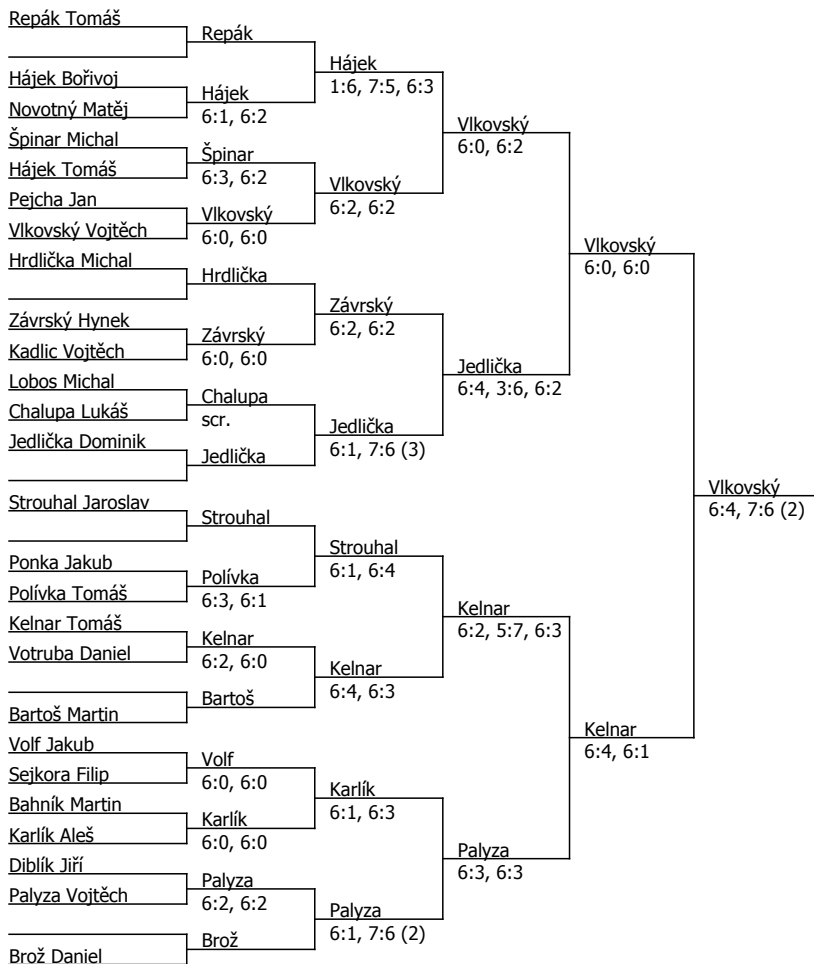 Repák Tomáš
Repák
Hájek
1:6, 7:5, 6:3
Hájek Bořivoj
Hájek
6:1, 6:2
Novotný Matěj
Vlkovský
6:0, 6:2
Špinar Michal
Špinar
6:3, 6:2
Hájek Tomáš
Vlkovský
6:2, 6:2
Pejcha Jan
Vlkovský
6:0, 6:0
Vlkovský Vojtěch
Vlkovský
6:0, 6:0
Hrdlička Michal
Hrdlička
Závrský
6:2, 6:2
Závrský Hynek
Závrský
6:0, 6:0
Kadlic Vojtěch
Jedlička
6:4, 3:6, 6:2
Lobos Michal
Chalupa
scr.
Chalupa Lukáš
Jedlička
6:1, 7:6 (3)
Jedlička Dominik
Jedlička
Vlkovský
6:4, 7:6 (2)
Strouhal Jaroslav
Strouhal
Strouhal
6:1, 6:4
Ponka Jakub
Polívka
6:3, 6:1
Polívka Tomáš
Kelnar
6:2, 5:7, 6:3
Kelnar Tomáš
Kelnar
6:2, 6:0
Votruba Daniel
Kelnar
6:4, 6:3
Bartoš
Bartoš Martin
Kelnar
6:4, 6:1
Volf Jakub
Volf
6:0, 6:0
Sejkora Filip
Karlík
6:1, 6:3
Bahník Martin
Karlík
6:0, 6:0
Karlík Aleš
Palyza
6:3, 6:3
Diblík Jiří
Palyza
6:2, 6:2
Palyza Vojtěch
Palyza
6:1, 7:6 (2)
Brož
Brož Daniel